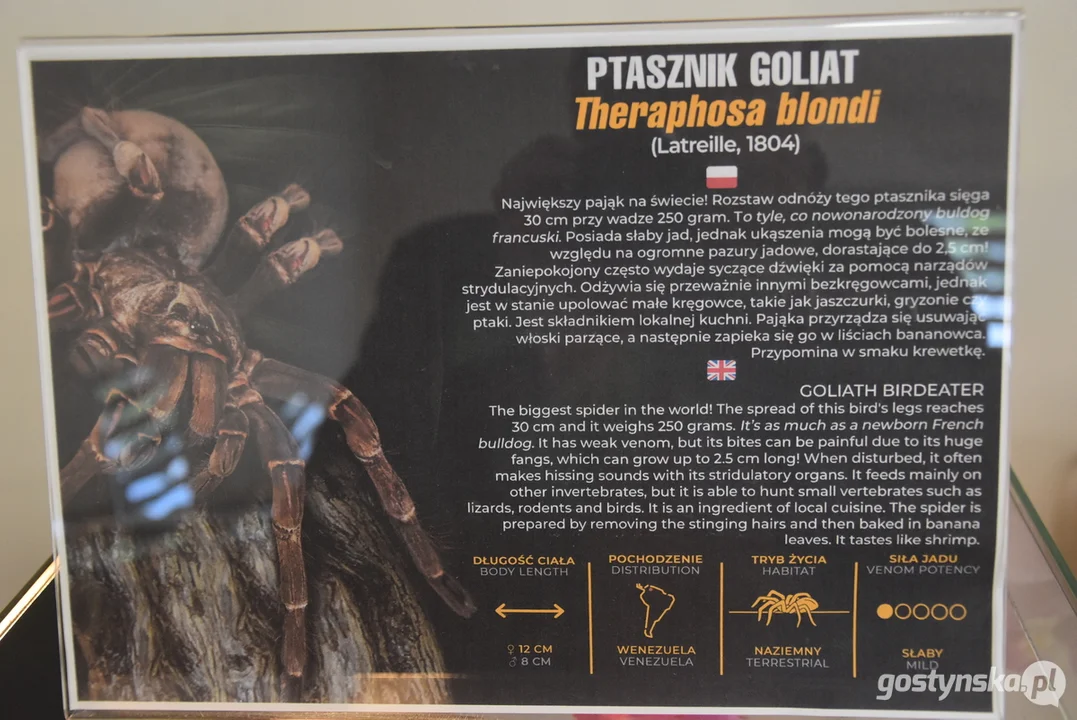 PTASZNIK GOLIAT
Theraphosa blondi
(Latreille, 1804)
Największy pająk na świecie! Rozstaw odnóży tego ptasznika sięga
30 cm przy wadze 250 gram. To tyle, co nowonarodzony buldog
francuski. Posiada słaby jad, jednak ukąszenia mogą być bolesne, ze
względu na ogromne pazury jadowe, dorastające do 2,5 cm!
Zaniepokojony często wydaje syczące dźwięki za pomocą narządów
strydulacyjnych. Odżywia się przeważnie innymi bezkręgowcami, jednak
jest w stanie upolować małe kręgowce, takie jak jaszczurki, gryzonie czy
ptaki. Jest składnikiem lokalnej kuchni. Pająka przyrządza się usuwając
włoski parzące, a następnie zapieka się go w liściach bananowca.
Przypomina w smaku krewetkę.
GOLIATH BIRDEATER
The biggest spider in the world! The spread of this bird's legs reaches
30 cm and it weighs 250 grams. It's as much as a newborn French
bulldog. It has weak venom, but its bites can be painful due to its huge
fangs, which can grow up to 2.5 cm long! When disturbed, it often
makes hissing sounds with its stridulatory organs. It feeds mainly on
other invertebrates, but it is able to hunt small vertebrates such as
lizards, rodents and birds. It is an ingredient of local cuisine. The spider is
prepared by removing the stinging hairs and then baked in banana
leaves. It tastes like shrimp.
DŁUGOŚĆ CIAŁA
BODY LENGTH
♀ 12 CM
♂ 8 CM
POCHODZENIE
DISTRIBUTION
WENEZUELA
VENEZUELA
TRYB ŻYCIA
HABITAT
NAZIEMNY
TERRESTRIAL
SIŁA JADU
VENOM POTENCY
SŁABY
MILD
gostynska.pl